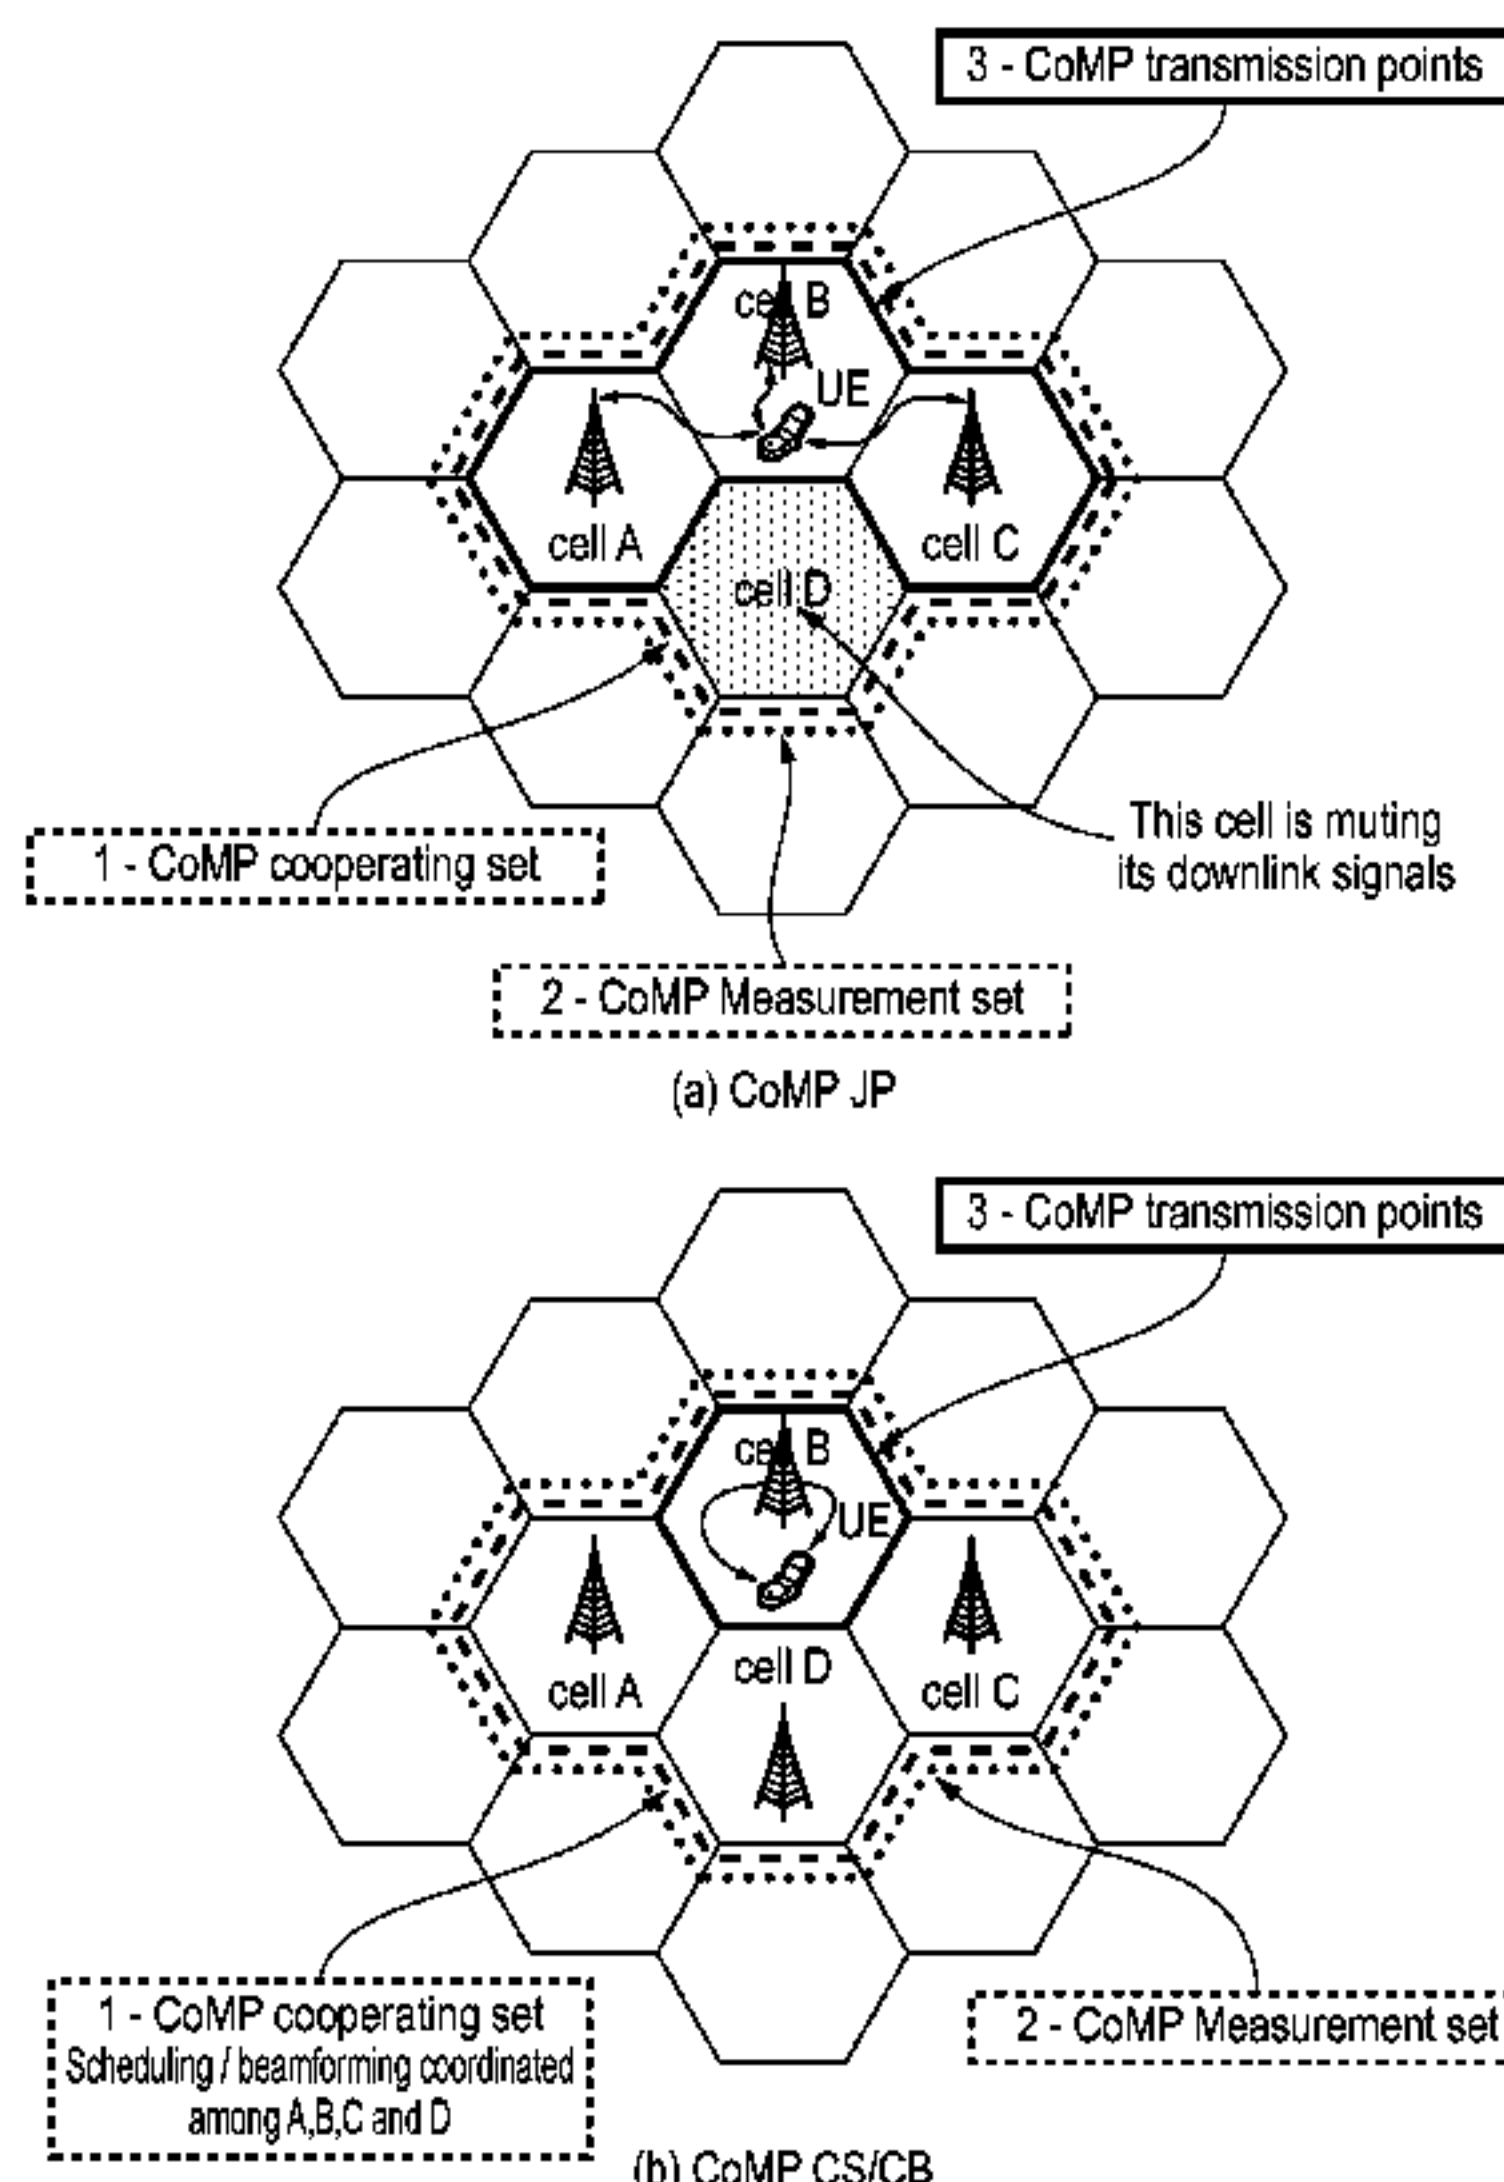 3 - CoMP transmission points
cell B
UE
cell A
cell C
cell D
This cell is muting
its downlink signals
1 - CoMP cooperating set
2 - CoMP Measurement set
(a) CoMP JP
3 - CoMP transmission points
cell B
UE
cell D
cell A
cell C
1 - CoMP cooperating set
Scheduling / beamforming coordinated
among A,B,C and D
2 - CoMP Measurement set
(b) CoMP CS/CB